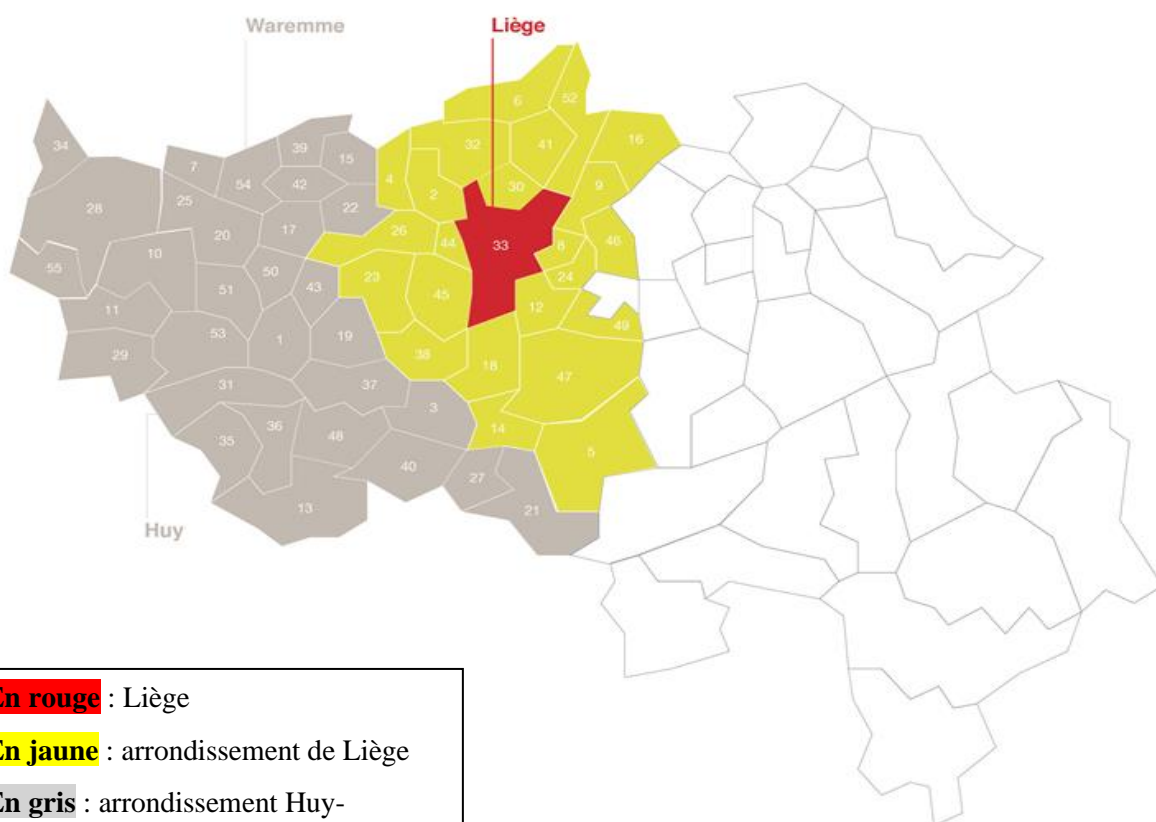 Waremme Liège
6 52
34 39 15 32 41 16
7 54 42 4 30 9
28 25 22 2
20 17 26 44 33 8 46
55 10 50 23 24
51 43 45 12
11 53 1 19 49
29 38 18 47
31 37
36 3 14
35 48 40 27 5
13 21
Huy
En rouge : Liège
En jaune : arrondissement de Liège
En gris : arrondissement Huy-